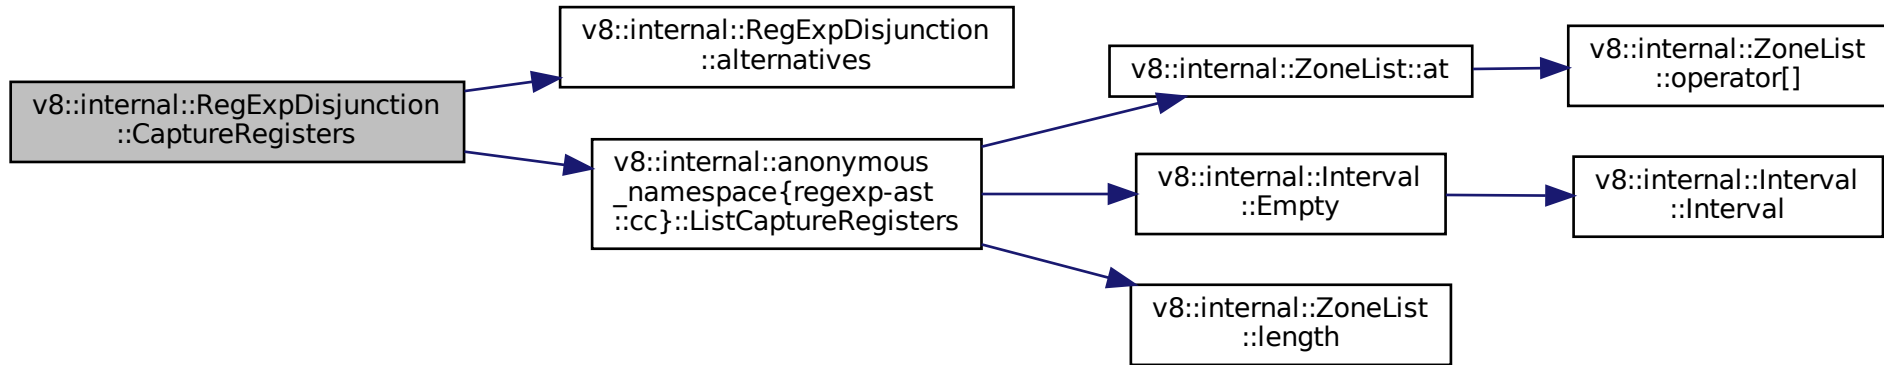 v8::internal::RegExpDisjunction
::CaptureRegisters
v8::internal::RegExpDisjunction
::alternatives
v8::internal::anonymous
_namespace{regexp-ast
::cc}::ListCaptureRegisters
v8::internal::ZoneList::at
v8::internal::ZoneList
::operator[]
v8::internal::Interval
::Empty
v8::internal::Interval
::Interval
v8::internal::ZoneList
::length